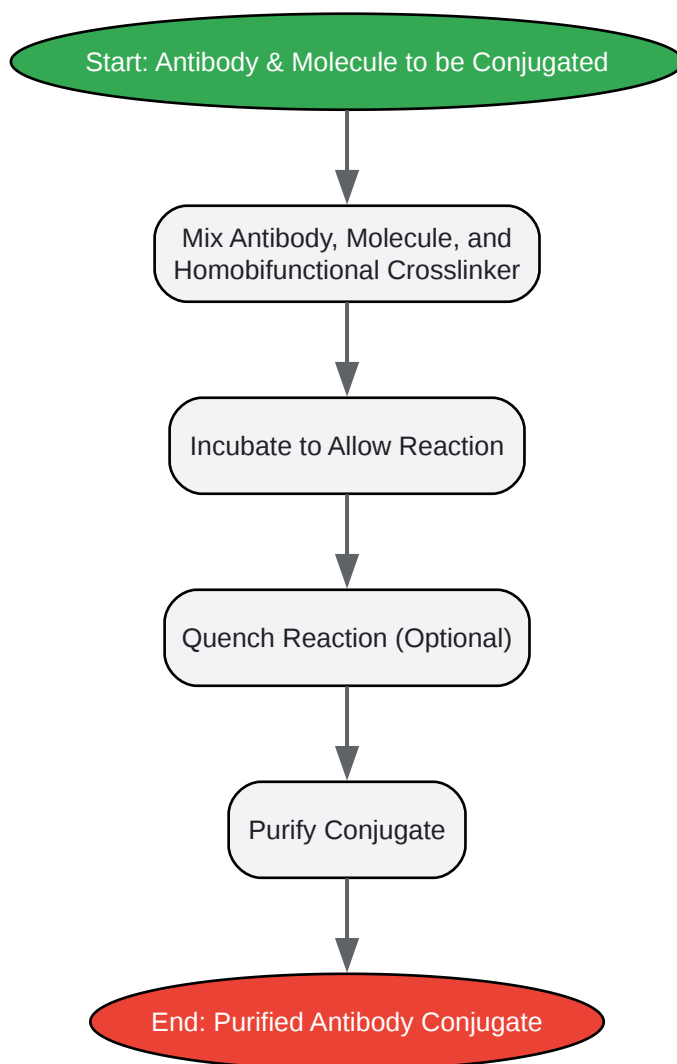 Start: Antibody & Molecule to be Conjugated
Mix Antibody, Molecule, and
Homobifunctional Crosslinker
Incubate to Allow Reaction
Quench Reaction (Optional)
Purify Conjugate
End: Purified Antibody Conjugate